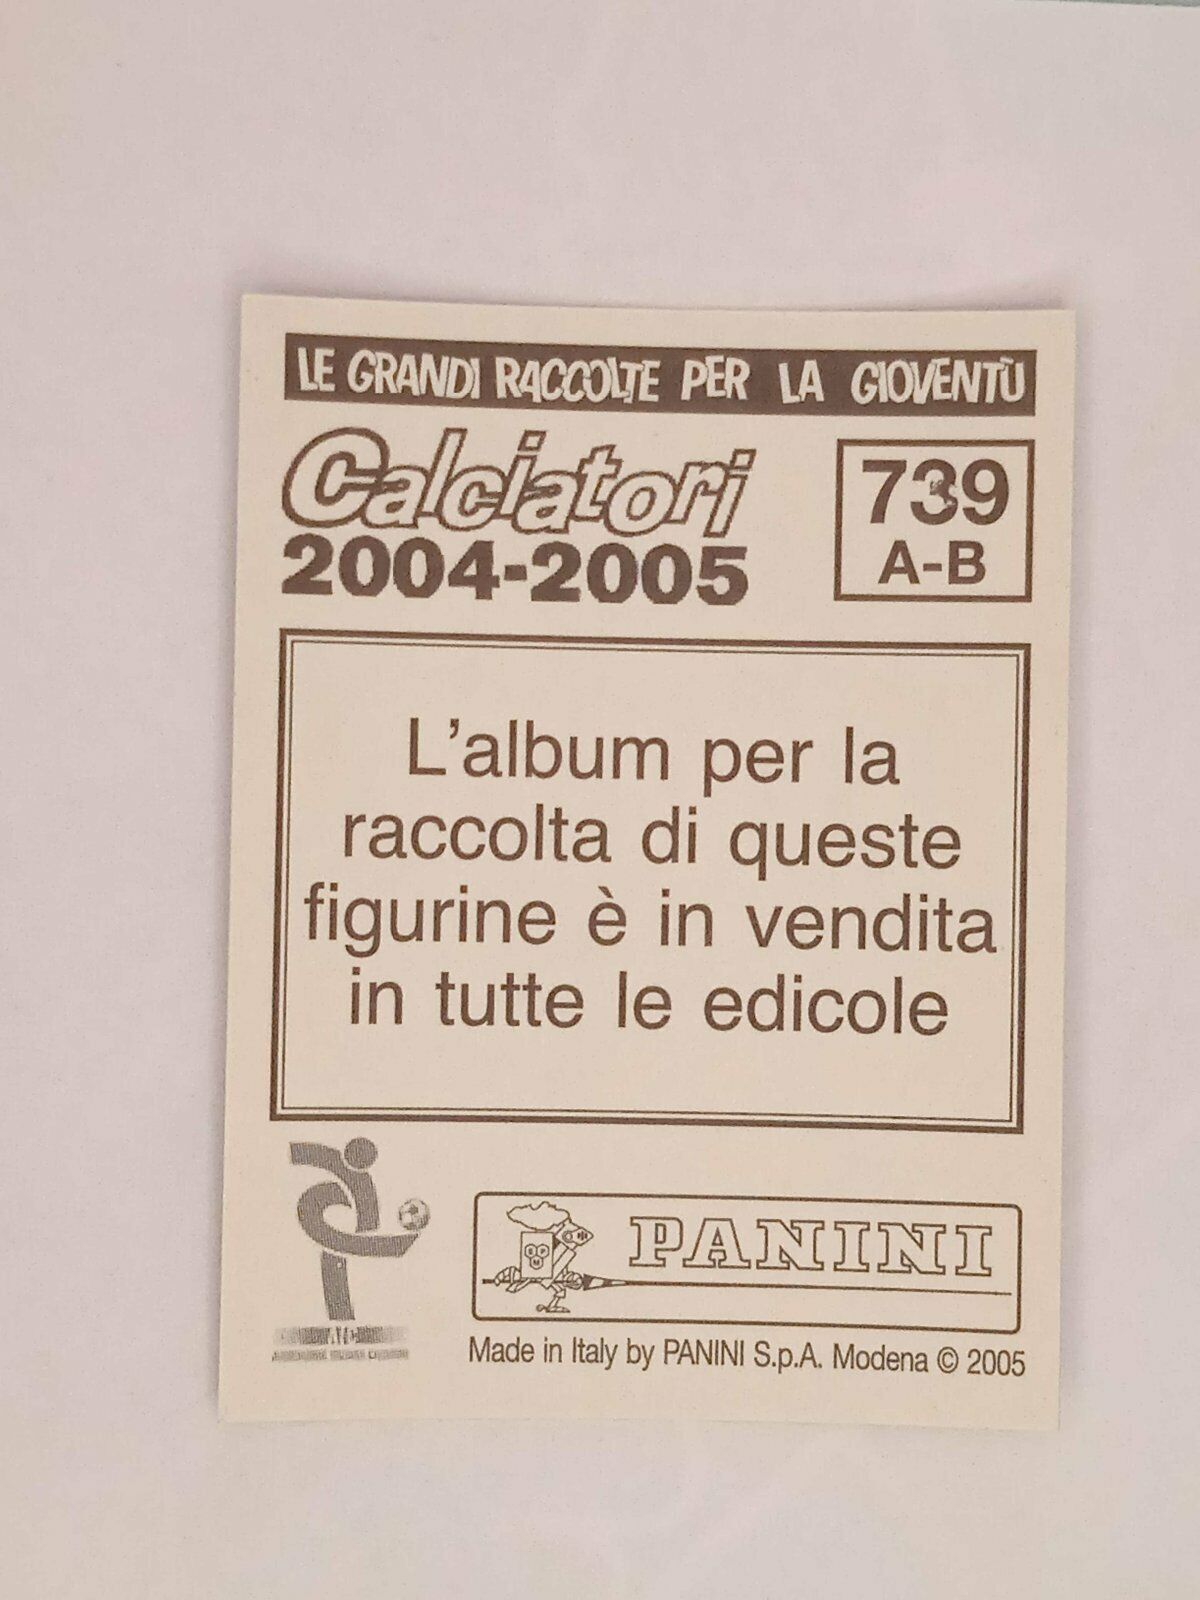 LE GRANDI RACCOLTE PER LA GIOVENTÙ
Calciatori
2004-2005
739
A-B
L'album per la
raccolta di queste
figurine è in vendita
in tutte le edicole
PANINI
Made in Italy by PANINI S.p.A. Modena © 2005